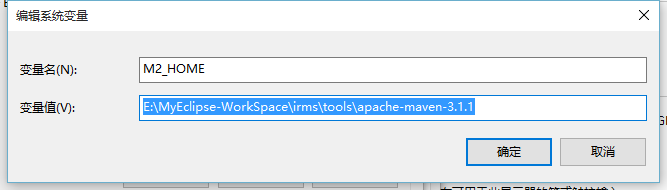 编辑系统变量
变量名(N):
M2_HOME
变量值(V):
E:\MyEclipse-WorkSpace\irms\tools\apache-maven-3.1.1
确定
取消